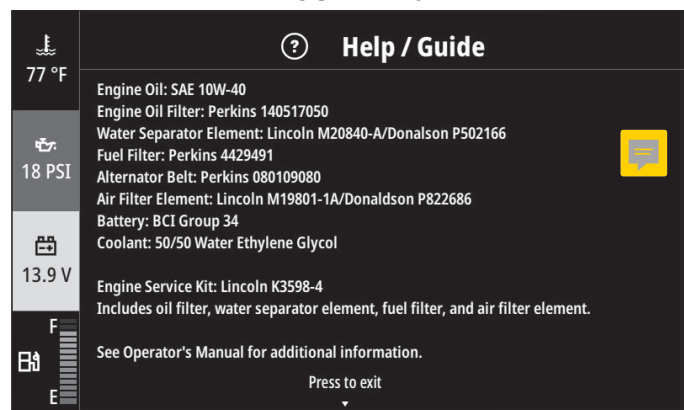 ? Help / Guide
77 °F
18 PSI
13.9 V
F
E
Engine Oil: SAE 10W-40
Engine Oil Filter: Perkins 140517050
Water Separator Element: Lincoln M20840-A/Donalson P502166
Fuel Filter: Perkins 4429491
Alternator Belt: Perkins 080109080
Air Filter Element: Lincoln M19801-1A/Donaldson P822686
Battery: BCI Group 34
Coolant: 50/50 Water Ethylene Glycol
Engine Service Kit: Lincoln K3598-4
Includes oil filter, water separator element, fuel filter, and air filter element.
See Operator's Manual for additional information.
Press to exit